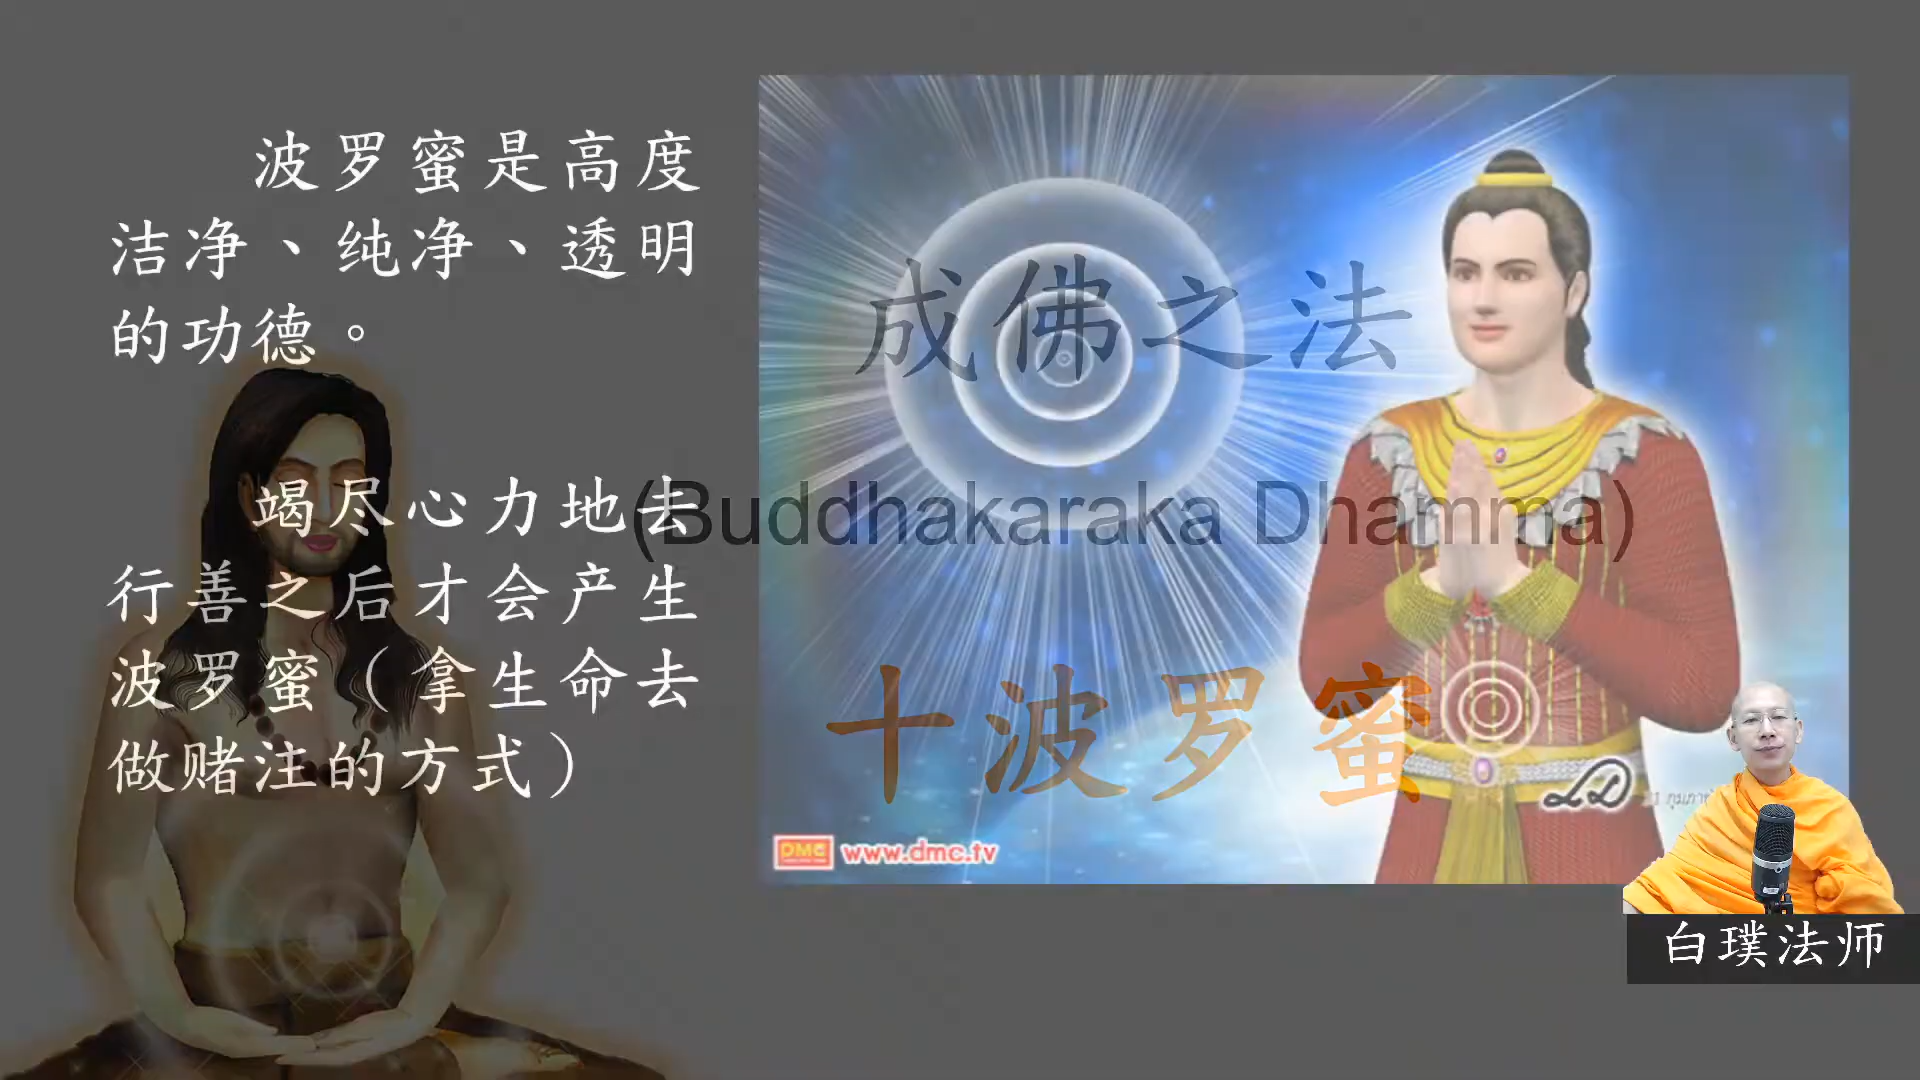 波罗蜜是高度
洁净、纯净、透明
的功德。
竭尽心力地去
行善之后才会产生
波罗蜜（拿生命去
做赌注的方式）
成佛之法
(Buddhakaraka Dhamma)
十波罗蜜
DMC www.dmc.tv
白璞法师